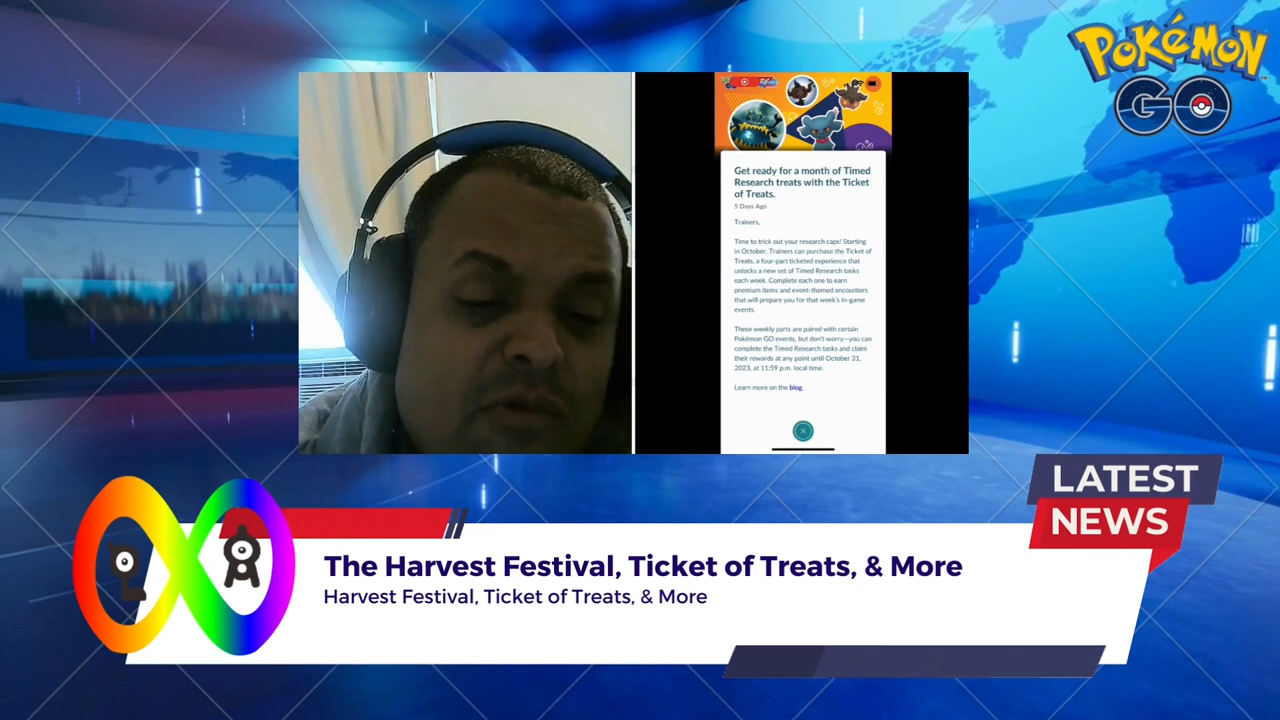 POKÉMON
GO
Get ready for a month of Timed
Research treats with the Ticket
of Treats.
5 Days Ago
Trainers,
Time to trick out your research caps! Starting
in October, Trainers can purchase the Ticket of
Treats, a four-part ticketed experience that
unlocks a new set of Timed Research tasks
each week. Complete each one to earn
premium items and event-themed encounters
that will prepare you for that week's in-game
events.
These weekly parts are paired with certain
Pokémon GO events, but don't worry—you can
complete the Timed Research tasks and claim
their rewards at any point until October 31,
2023, at 11:59 p.m. local time.
Learn more on the blog.
LATEST
NEWS
The Harvest Festival, Ticket of Treats, & More
Harvest Festival, Ticket of Treats, & More